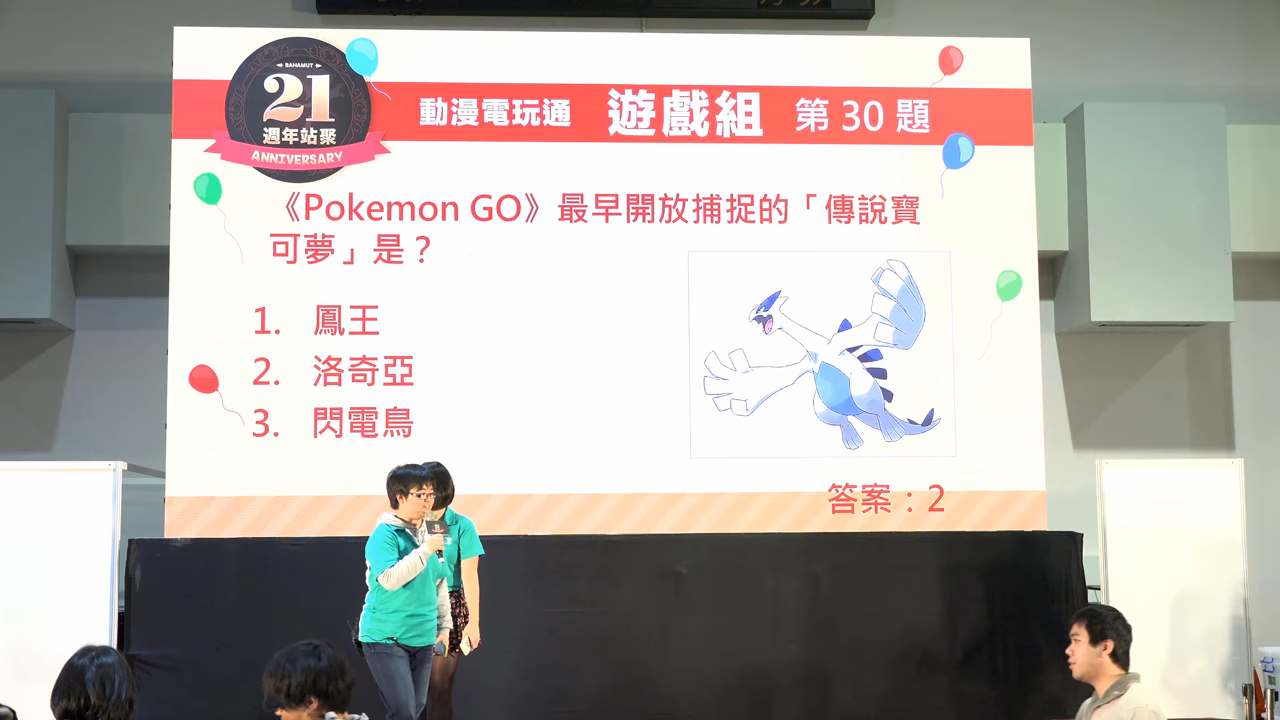 BAHAMUT
21
週年站聚
ANNIVERSARY
動漫電玩通 遊戲組 第 30 題
《Pokemon GO》最早開放捕捉的「傳說寶
可夢」是？
1. 鳳王
2. 洛奇亞
3. 閃電鳥
答案：2